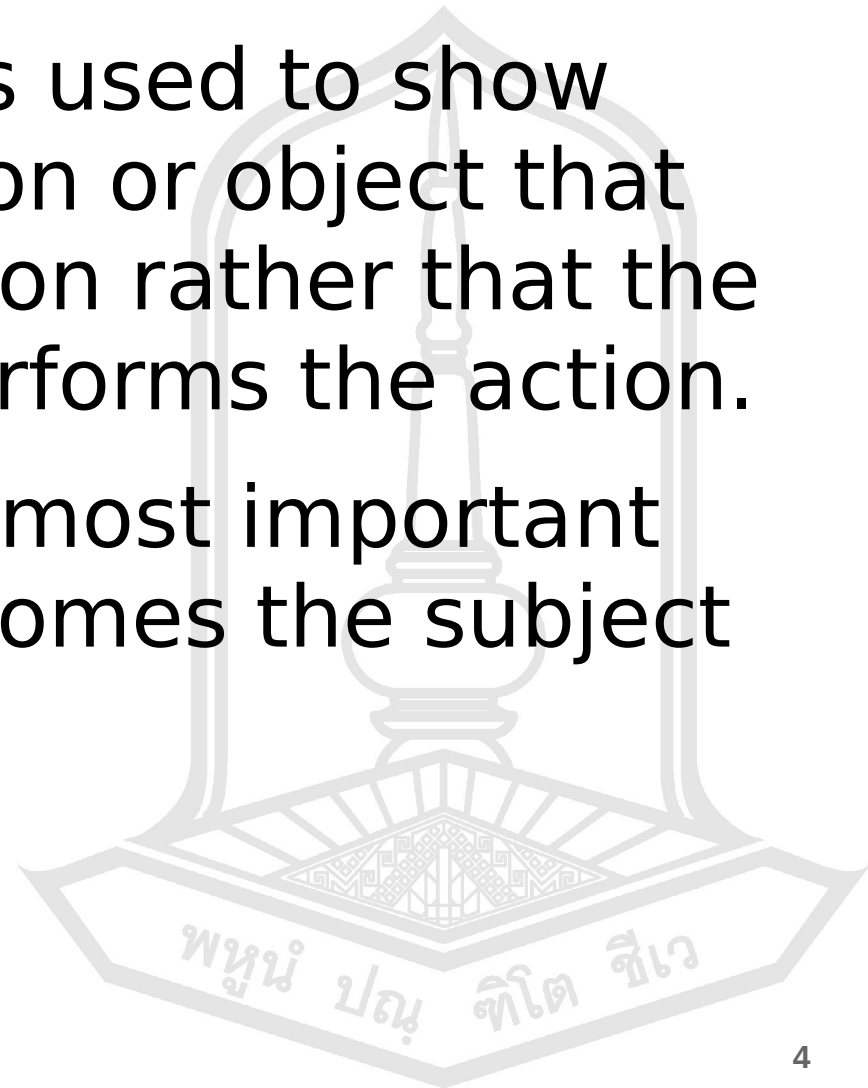 s used to show
on or object that
on rather that the
rforms the action.
most important
omes the subject
พหูนํ ปณฺ ฑิโต ชีเว
4